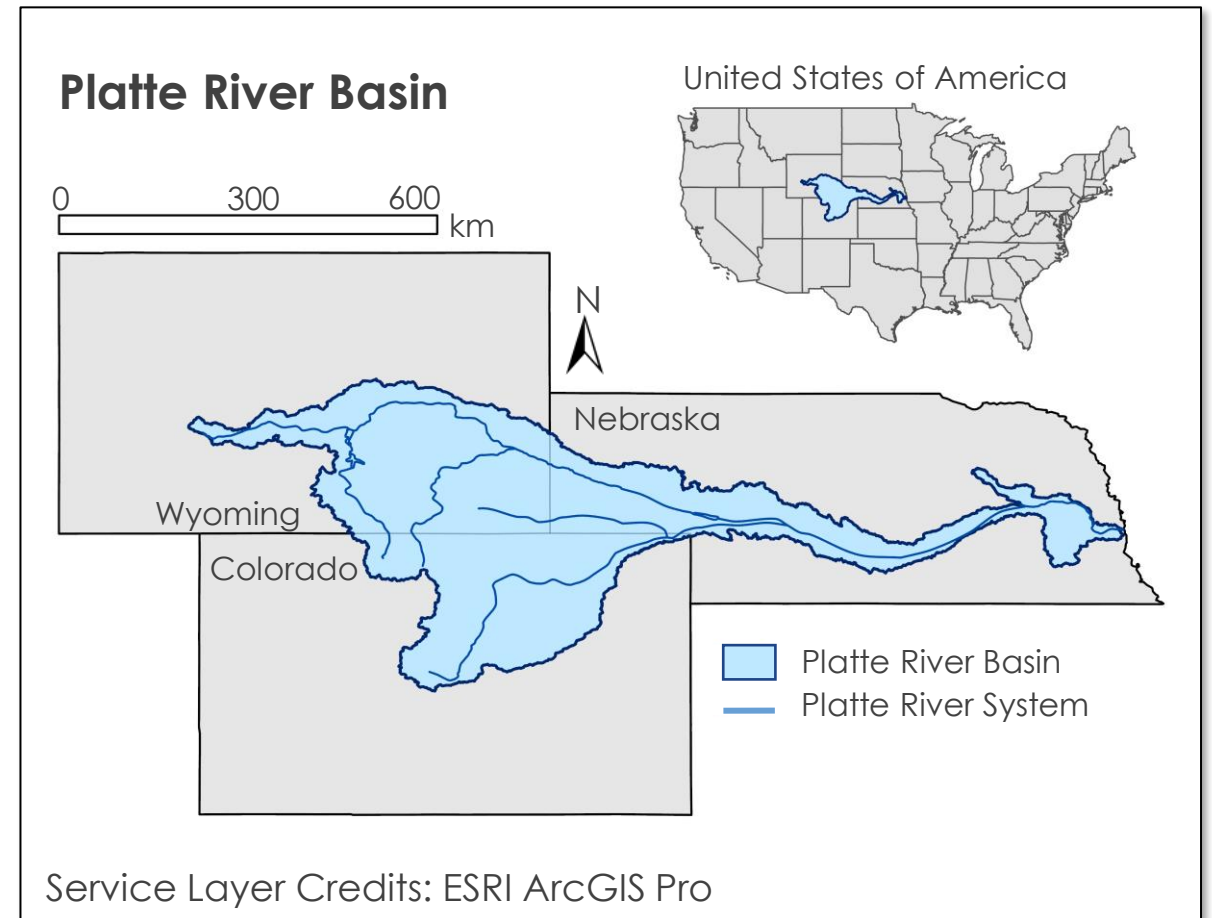 Platte River Basin
United States of America
0 300 600
km
N
Nebraska
Wyoming
Colorado
Platte River Basin
Platte River System
Service Layer Credits: ESRI ArcGIS Pro